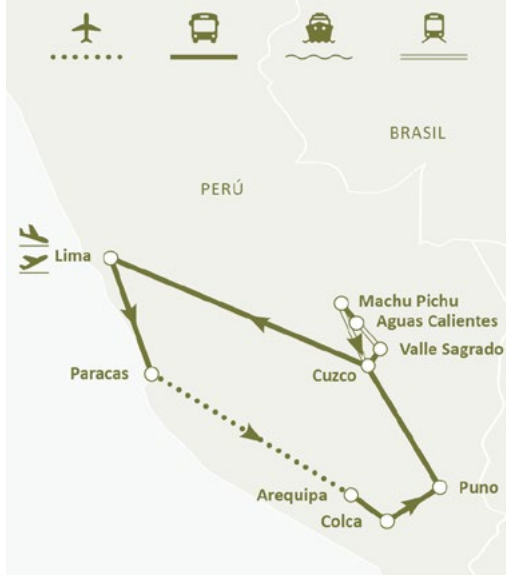 BRASIL
PERÚ
Lima
Machu Pichu
Aguas Calientes
Valle Sagrado
Paracas
Cuzco
Arequipa
Puno
Colca